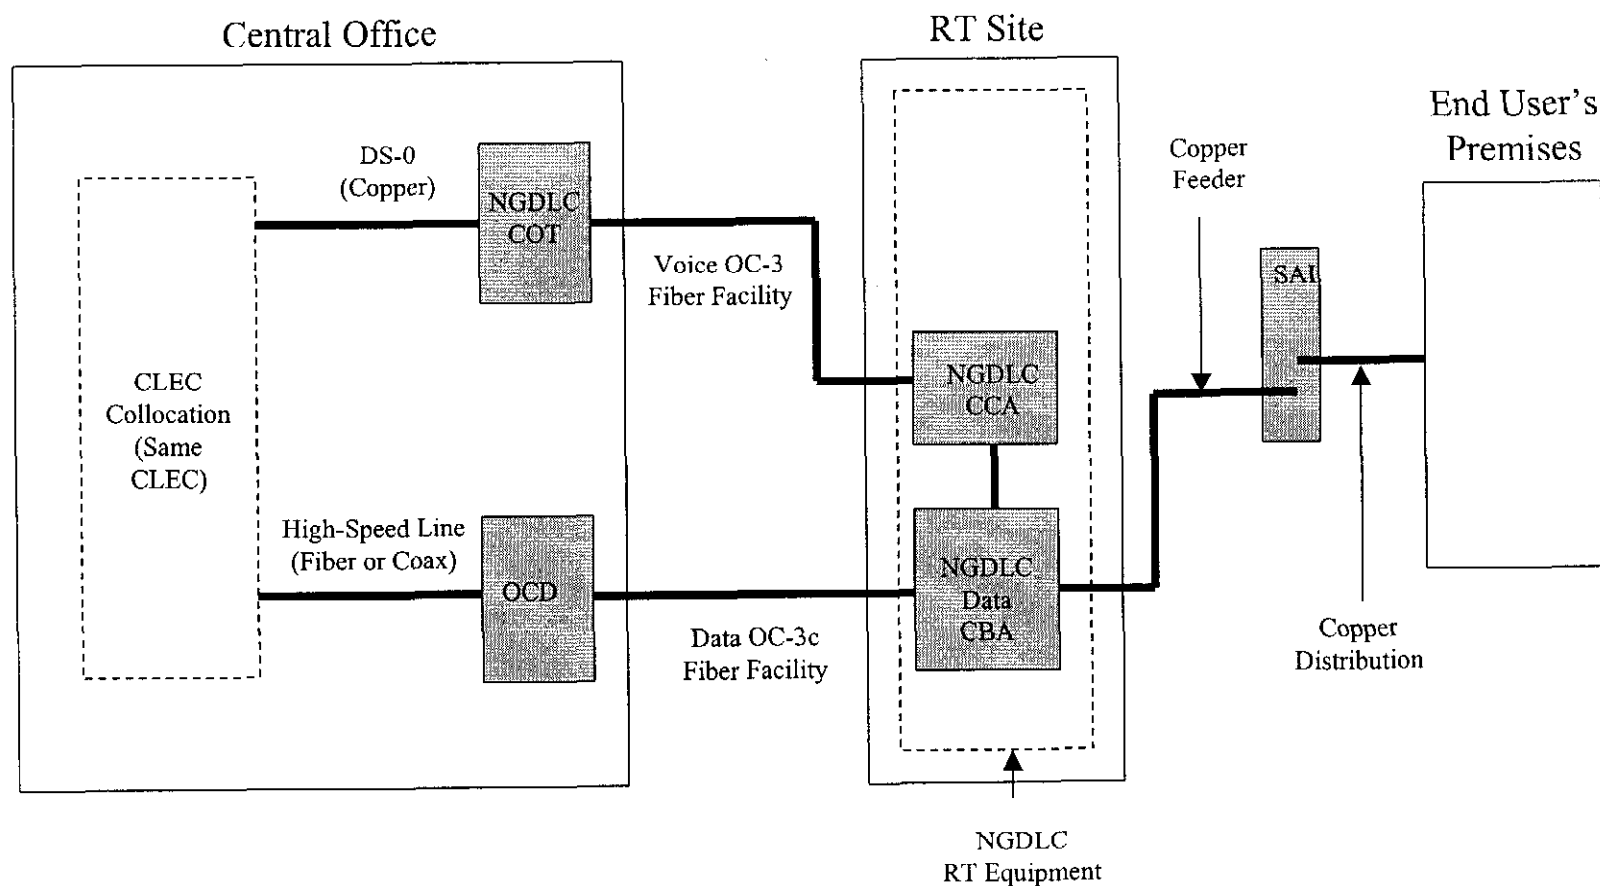 Central Office
RT Site
End User's
Premises
DS-0
(Copper)
NGDLC
COT
Copper
Feeder
Voice OC-3
Fiber Facility
SAI
CLEC
Collocation
(Same
CLEC)
NGDLC
CCA
High-Speed Line
(Fiber or Coax)
OCD
NGDLC
Data
CBA
Data OC-3c
Fiber Facility
Copper
Distribution
NGDLC
RT Equipment